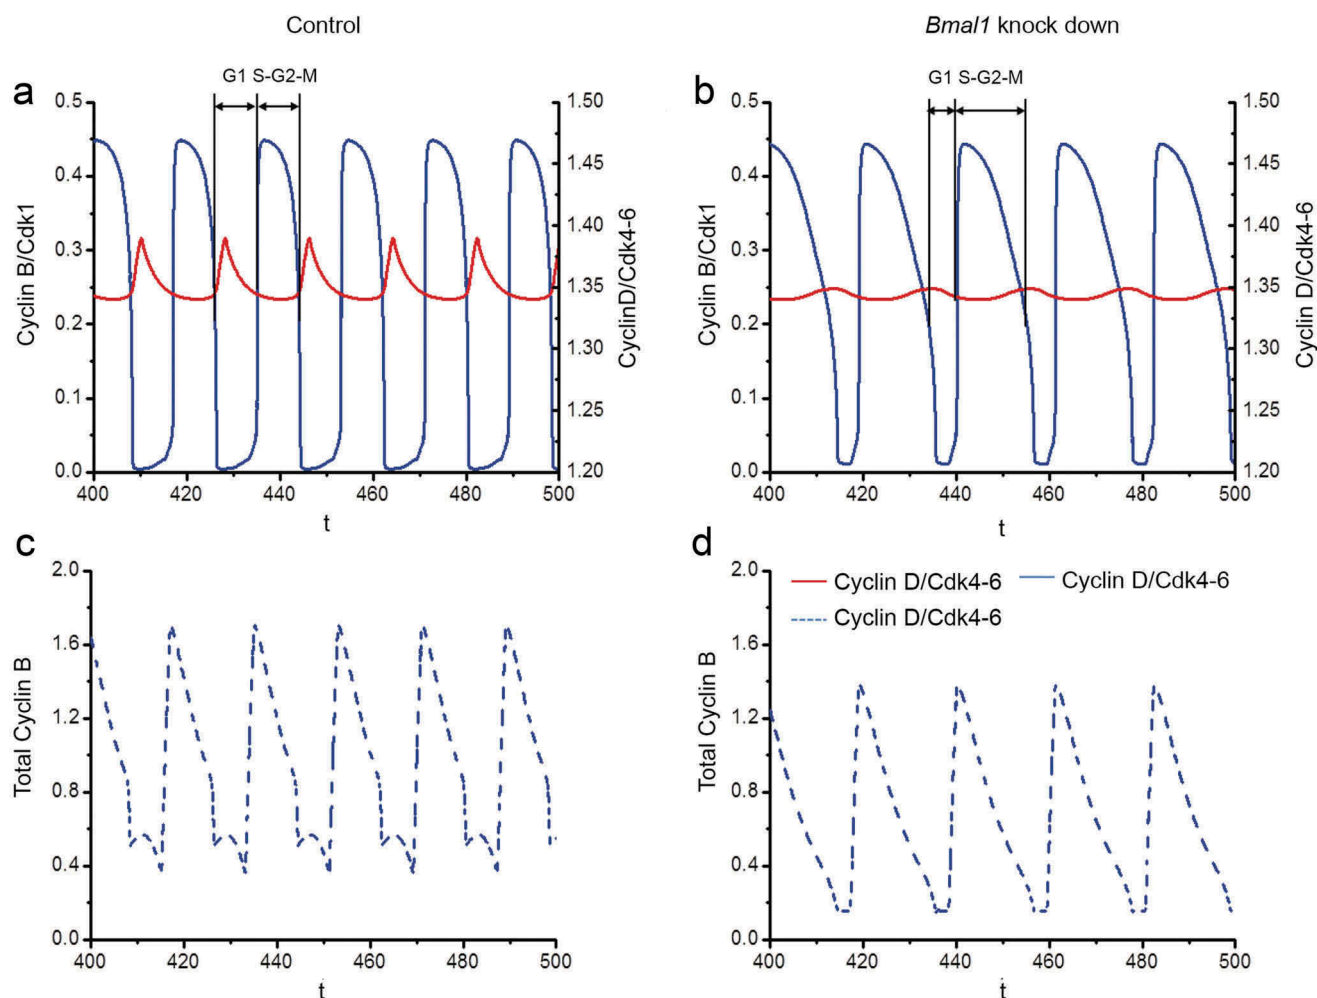 Control
Bmal1 knock down
a
G1 S-G2-M
0.5
0.4
0.3
0.2
0.1
0.0
Cyclin B/Cdk1
1.50
1.45
1.40
1.35
1.30
1.25
1.20
CyclinD/Cdk4-6
400 420 440 460 480 500
t
b
G1 S-G2-M
0.5
0.4
0.3
0.2
0.1
0.0
Cyclin B/Cdk1
1.50
1.45
1.40
1.35
1.30
1.25
1.20
Cyclin D/Cdk4-6
400 420 440 460 480 500
t
c
2.0
1.6
1.2
0.8
0.4
0.0
Total Cyclin B
400 420 440 460 480 500
t
d
Cyclin D/Cdk4-6 Cyclin D/Cdk4-6
Cyclin D/Cdk4-6
2.0
1.6
1.2
0.8
0.4
0.0
Total Cyclin B
400 420 440 460 480 500
t